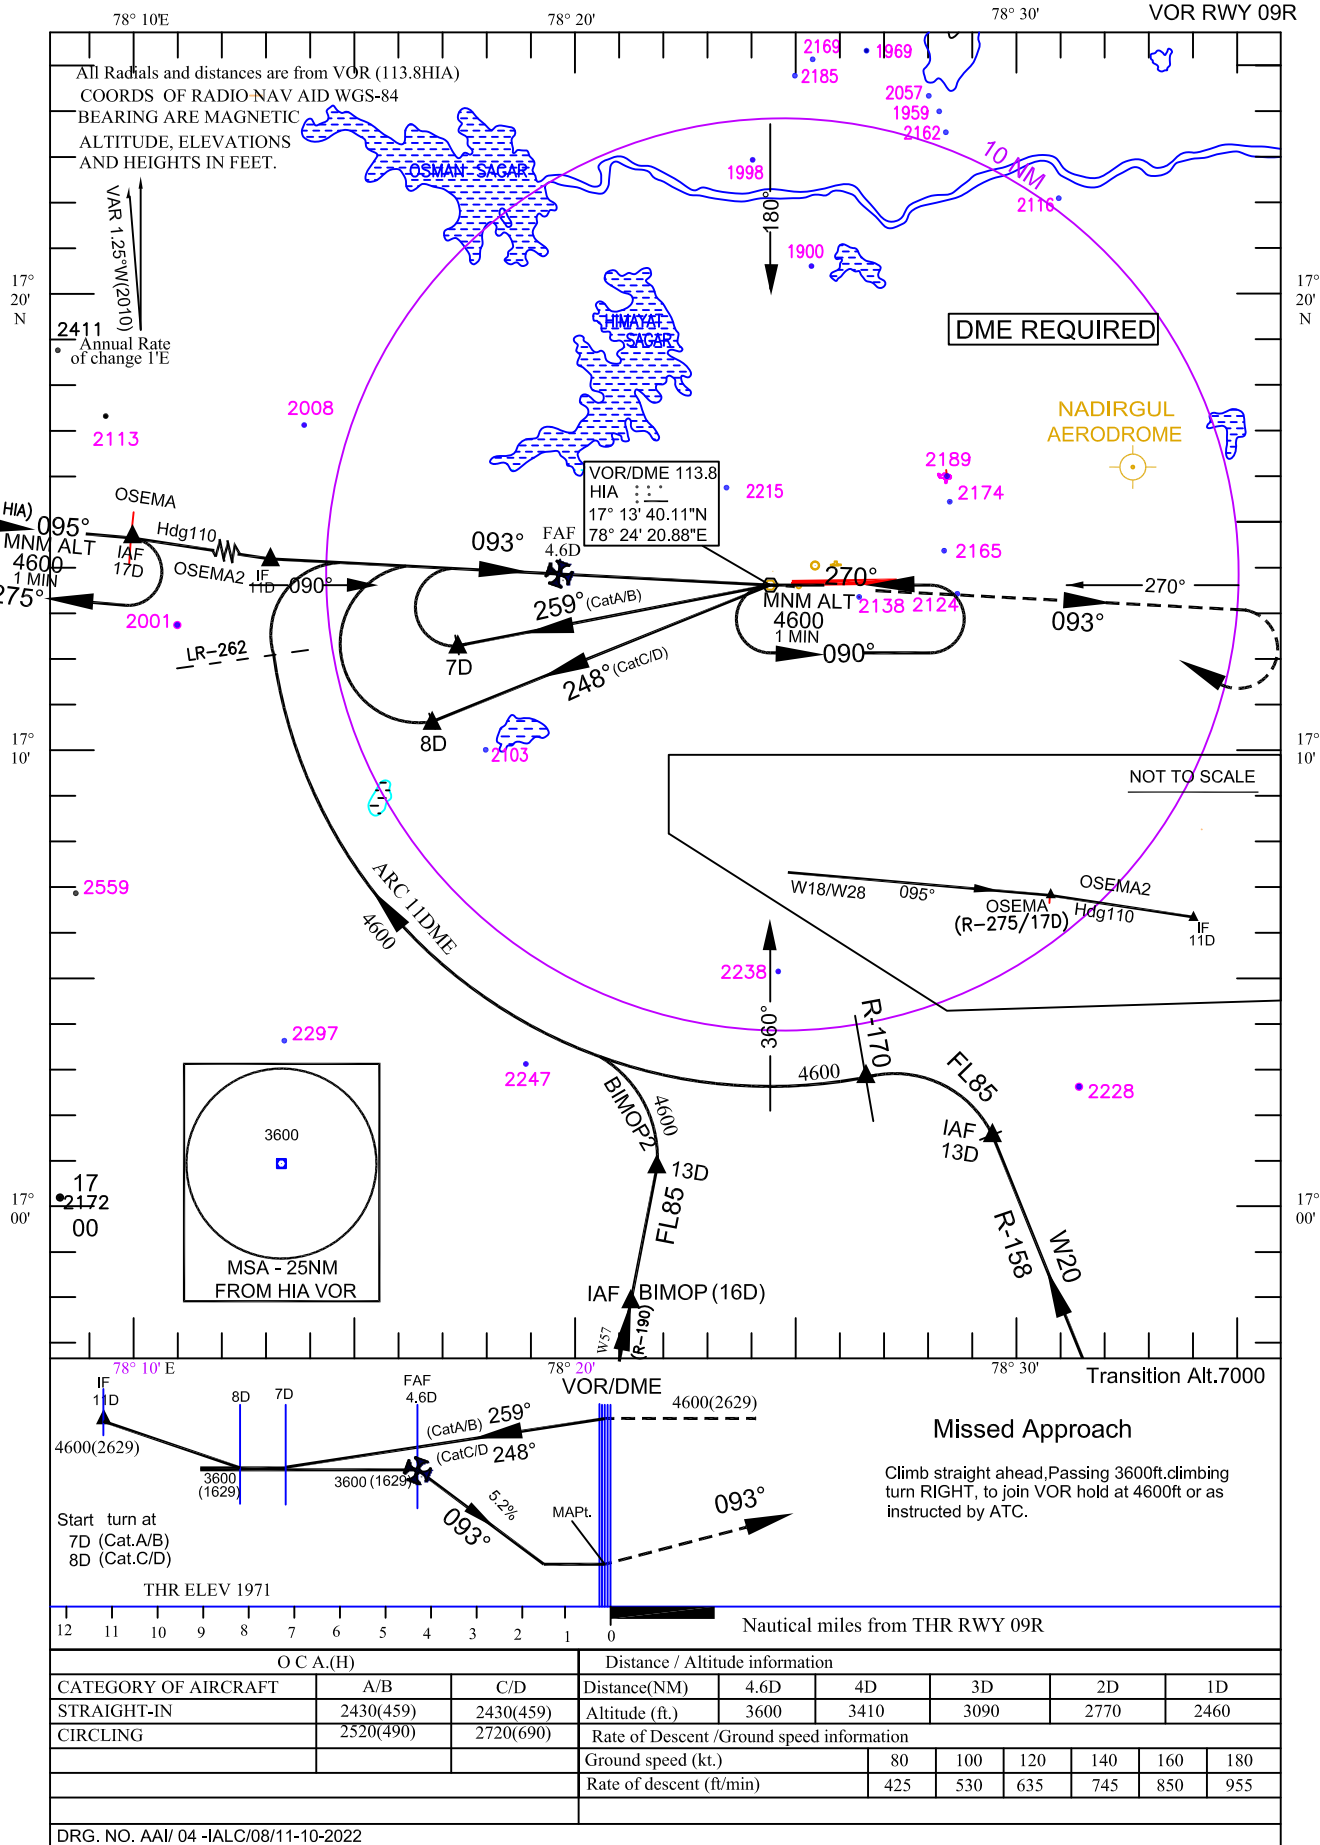 78° 10'E
78° 20'
78° 30'
VOR RWY 09R
All Radials and distances are from VOR (113.8HIA)
COORDS OF RADIO NAV AID WGS-84
BEARING ARE MAGNETIC
ALTITUDE, ELEVATIONS
AND HEIGHTS IN FEET.
VAR 1.25°W(2010)
Annual Rate
of change 1'E
2169
1969
2185
2057
1959
2162
10 NM
1998
2116
180°
1900
OSMAN SAGAR
HIMAYAT
SAGAR
17°
20'
N
17°
20'
N
2411
DME REQUIRED
2113
2008
NADIRGUL
AERODROME
2189
2174
2165
2215
VOR/DME 113.8
HIA
17° 13' 40.11"N
78° 24' 20.88"E
OSEMA
HIA)
095°
Hdg110
MNM ALT
4600
1 MIN
275°
IAF
17D
OSEMA2
IF
11D
090°
093°
FAF
4.6D
259° (CatA/B)
248° (CatC/D)
7D
8D
270°
MNM ALT
4600
1 MIN
090°
2138
2124
270°
093°
2001
LR-262
2103
17°
10'
17°
10'
NOT TO SCALE
W18/W28
095°
OSEMA
(R-275/17D)
OSEMA2
Hdg110
IF
11D
2559
ARC 11DME
4600
2238
360°
R-170
4600
FL85
2297
2247
2228
BIMOP2
4600
13D
FL85
IAF
13D
R-158
W20
3600
MSA - 25NM
FROM HIA VOR
17
2172
00
17°
00'
17°
00'
IAF
BIMOP (16D)
W57
(R-190)
78° 10' E
78° 20'
78° 30'
Transition Alt.7000
IF
11D
8D
7D
FAF
4.6D
VOR/DME
4600(2629)
4600(2629)
(CatA/B) 259°
(CatC/D 248°
3600
(1629)
3600 (1629)
5.2%
093°
MAPt.
093°
Start turn at
7D (Cat.A/B)
8D (Cat.C/D)
THR ELEV 1971
Missed Approach
Climb straight ahead,Passing 3600ft.climbing
turn RIGHT, to join VOR hold at 4600ft or as
instructed by ATC.
12 11 10 9 8 7 6 5 4 3 2 1 0
Nautical miles from THR RWY 09R
O C A.(H)
CATEGORY OF AIRCRAFT A/B C/D
STRAIGHT-IN 2430(459) 2430(459)
CIRCLING 2520(490) 2720(690)
Distance / Altitude information
Distance(NM) 4.6D 4D 3D 2D 1D
Altitude (ft.) 3600 3410 3090 2770 2460
Rate of Descent /Ground speed information
Ground speed (kt.) 80 100 120 140 160 180
Rate of descent (ft/min) 425 530 635 745 850 955
DRG. NO. AAI/ 04 -IALC/08/11-10-2022